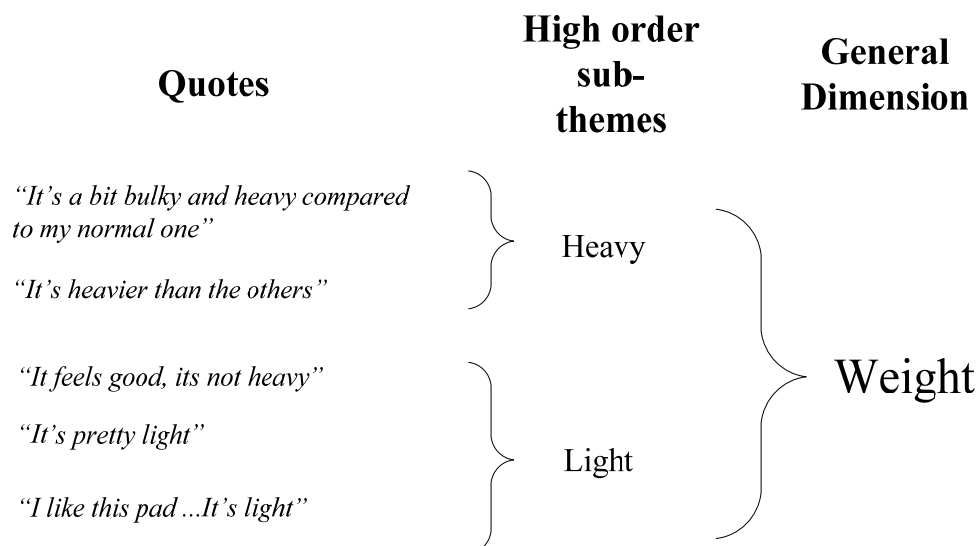 Quotes
High order
sub-
themes
General
Dimension
“It’s a bit bulky and heavy compared
to my normal one”
“It’s heavier than the others”
Heavy
“It feels good, its not heavy”
“It’s pretty light”
“I like this pad ...It’s light”
Light
Weight